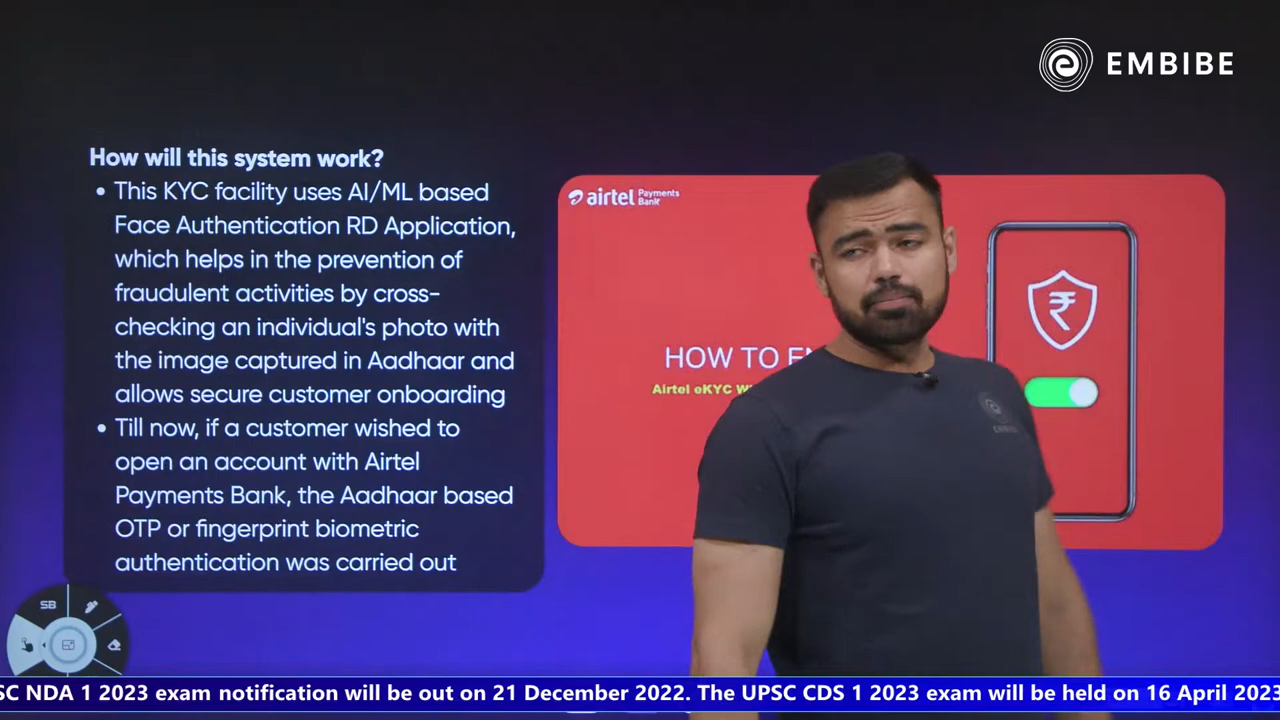 EMBIBE
How will this system work?
• This KYC facility uses AI/ML based
Face Authentication RD Application,
which helps in the prevention of
fraudulent activities by cross-
checking an individual's photo with
the image captured in Aadhaar and
allows secure customer onboarding
• Till now, if a customer wished to
open an account with Airtel
Payments Bank, the Aadhaar based
OTP or fingerprint biometric
authentication was carried out
airtel Payments
Bank
HOW TO
Airtel eKYC
₹
EMBIBE
SB
SC NDA 1 2023 exam notification will be out on 21 December 2022. The UPSC CDS 1 2023 exam will be held on 16 April 2023